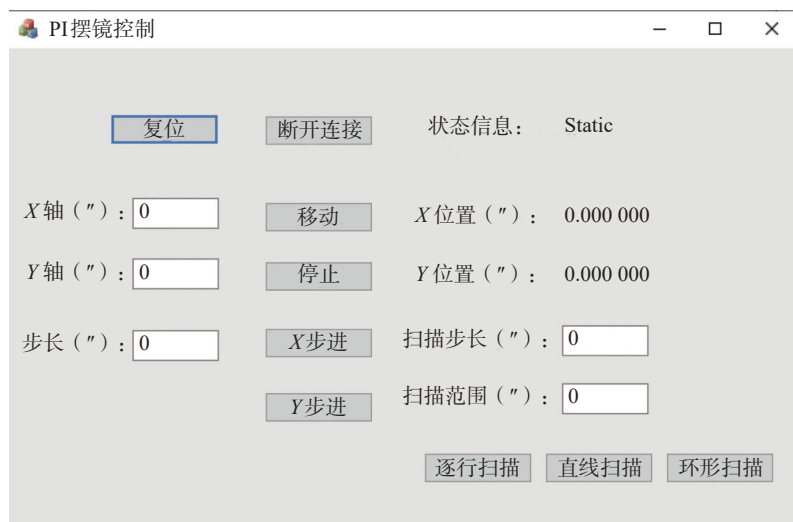 PI摆镜控制
复位 断开连接 状态信息： Static
X轴（″）：0 移动 X位置（″）： 0.000 000
Y轴（″）：0 停止 Y位置（″）： 0.000 000
步长（″）：0 X步进 扫描步长（″）：0
Y步进 扫描范围（″）：0
逐行扫描 直线扫描 环形扫描